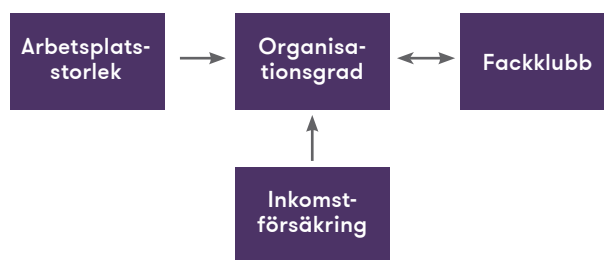 Arbetsplats-
storlek
Organisa-
tionsgrad
Fackklubb
Inkomst-
försäkring